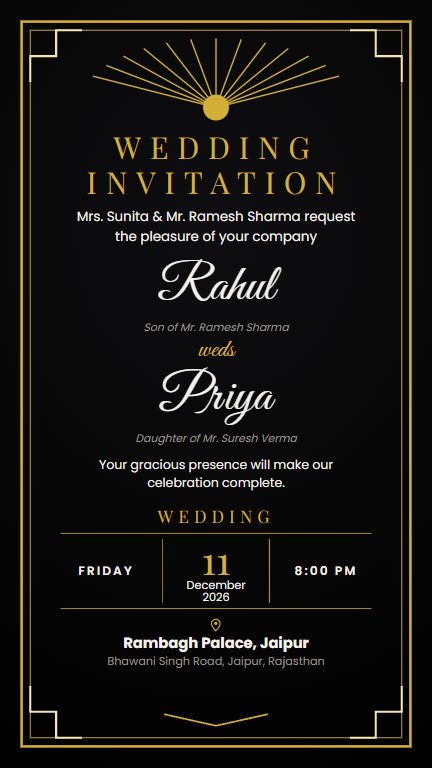 WEDDING
INVITATION
Mrs. Sunita & Mr. Ramesh Sharma request
the pleasure of your company
Rahul
Son of Mr. Ramesh Sharma
weds
Priya
Daughter of Mr. Suresh Verma
Your gracious presence will make our
celebration complete.
WEDDING
FRIDAY
11
December
2026
8:00 PM
Rambagh Palace, Jaipur
Bhawani Singh Road, Jaipur, Rajasthan